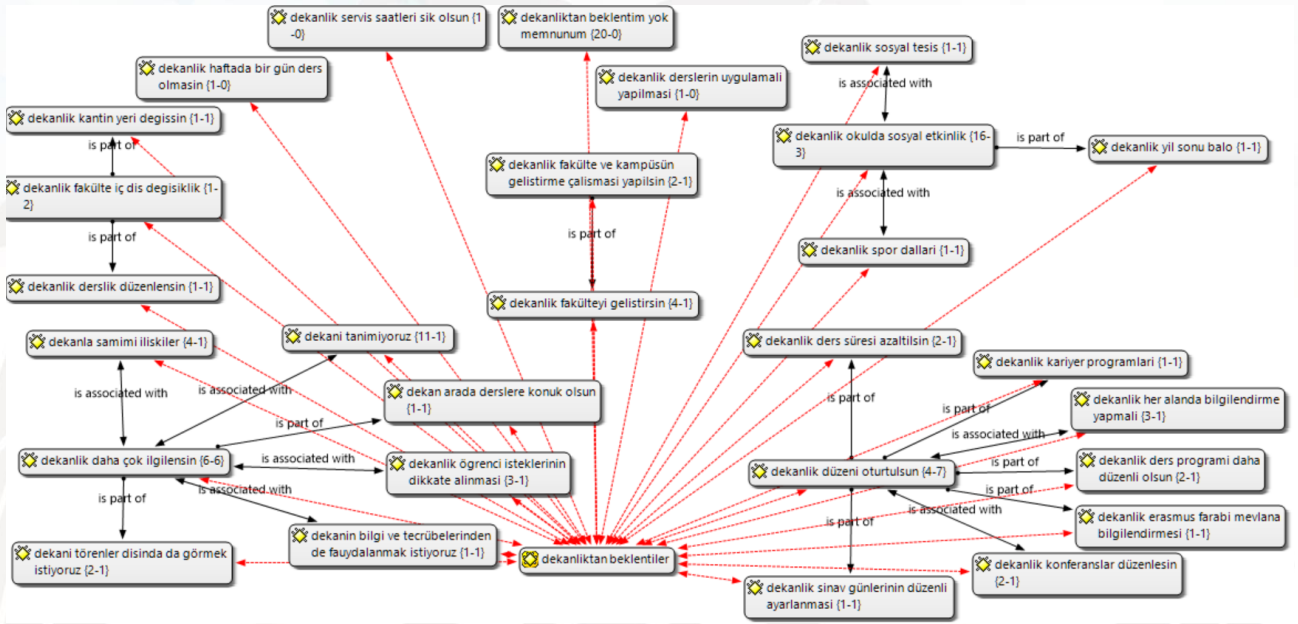 dekanlik servis saatleri sik olsun {1
-0}
dekanliktan beklentim yok
memnunum {20-0}
dekanlik sosyal tesis {1-1}
dekanlik haftada bir gün ders
olmasin {1-0}
dekanlik derslerin uygulamali
yapilmasi {1-0}
is associated with
dekanlik kantin yeri degissin {1-1}
dekanlik okulda sosyal etkinlik {16-
3}
is part of
dekanlik yil sonu balo {1-1}
is part of
dekanlik fakülte ve kampüsün
gelistirme çalismasi yapilsin {2-1}
dekanlik fakülte iç dis degisiklik {1-
2}
is associated with
is part of
is part of
dekanlik spor dallari {1-1}
dekanlik derslik düzenlensin {1-1}
dekanlik fakülteyi gelistirsin {4-1}
dekanla samimi iliskiler {4-1}
dekani tanimiyoruz {11-1}
dekanlik ders süresi azaltilsin {2-1}
dekanlik kariyer programlari {1-1}
is associated with
is associated with
dekan arada derslere konuk olsun
{1-1}
is part of
is part of
dekanlik her alanda bilgilendirme
yapmali {3-1}
is associated with
dekanlik daha çok ilgilensin {6-6}
is associated with
dekanlik ögrenci isteklerinin
dikkate alinmasi {3-1}
dekanlik düzeni oturtulsun {4-7}
is part of
dekanlik ders programi daha
düzenli olsun {2-1}
is part of
is associated with
is part of
is associated with
is part of
dekanlik erasmus farabi mevlana
bilgilendirmesi {1-1}
dekanin bilgi ve tecrübelerinden
de fauydalanmak istiyoruz {1-1}
dekani törenler disinda da görmek
istiyoruz {2-1}
dekanliktan beklentiler
dekanlik konferanslar düzenlesin
{2-1}
dekanlik sinav günlerinin düzenli
ayarlanmasi {1-1}